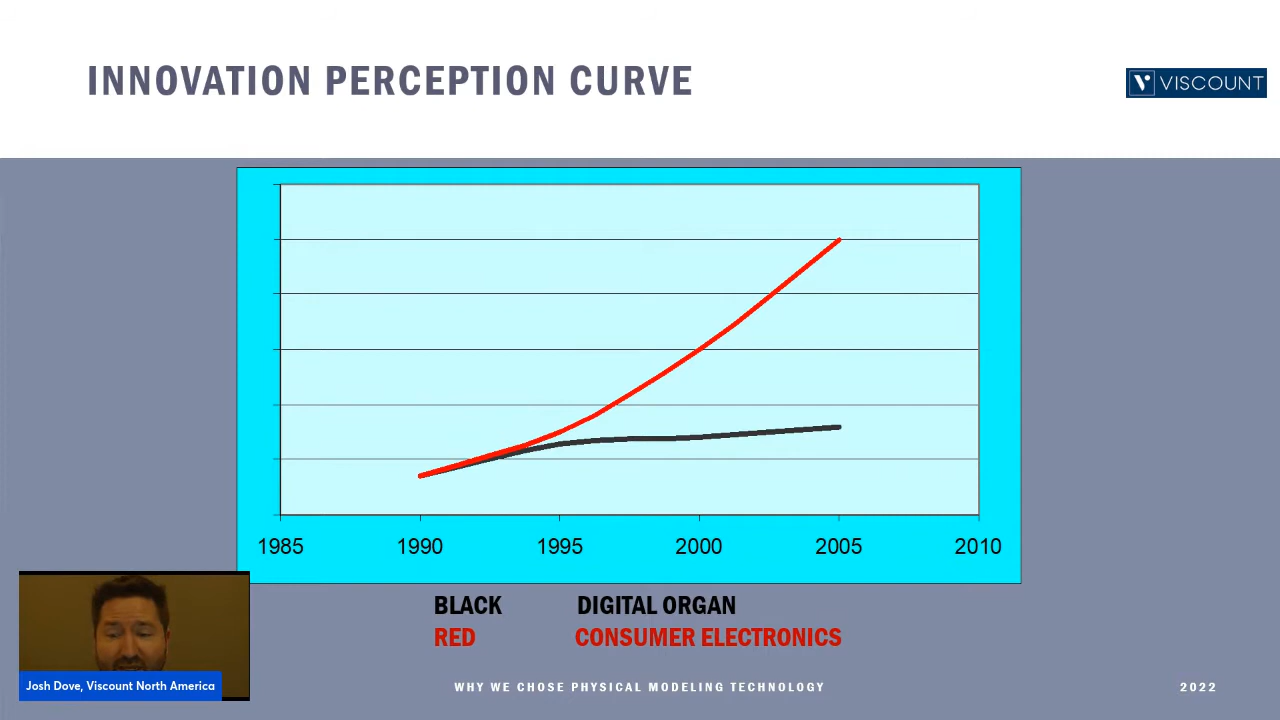 INNOVATION PERCEPTION CURVE
VISCOUNT
1985 1990 1995 2000 2005 2010
BLACK DIGITAL ORGAN
RED CONSUMER ELECTRONICS
Josh Dove, Viscount North America
WHY WE CHOSE PHYSICAL MODELING TECHNOLOGY
2022